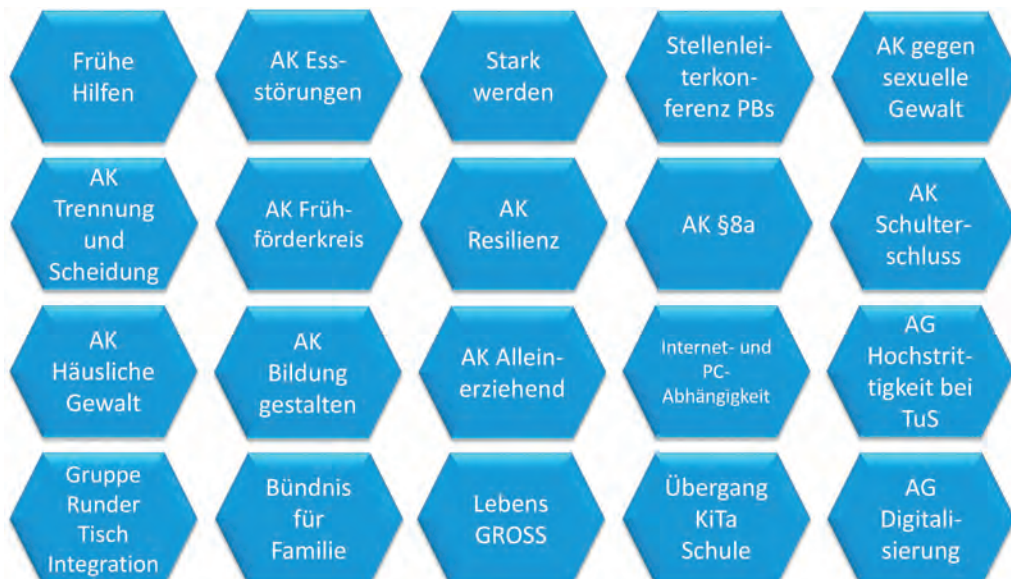 Frühe
Hilfen
AK Ess-
störungen
Stark
werden
Stellenlei-
terkon-
ferenz PBs
AK gegen
sexuelle
Gewalt
AK
Trennung
und
Scheidung
AK Früh-
förderkreis
AK
Resilienz
AK §8a
AK
Schulter-
schluss
AK
Häusliche
Gewalt
AK
Bildung
gestalten
AK Allein-
erziehend
Internet- und
PC-
Abhängigkeit
AG
Hochstrit-
tigkeit bei
TuS
Gruppe
Runder
Tisch
Integration
Bündnis
für
Familie
Lebens
GROSS
Übergang
KiTa
Schule
AG
Digitali-
sierung